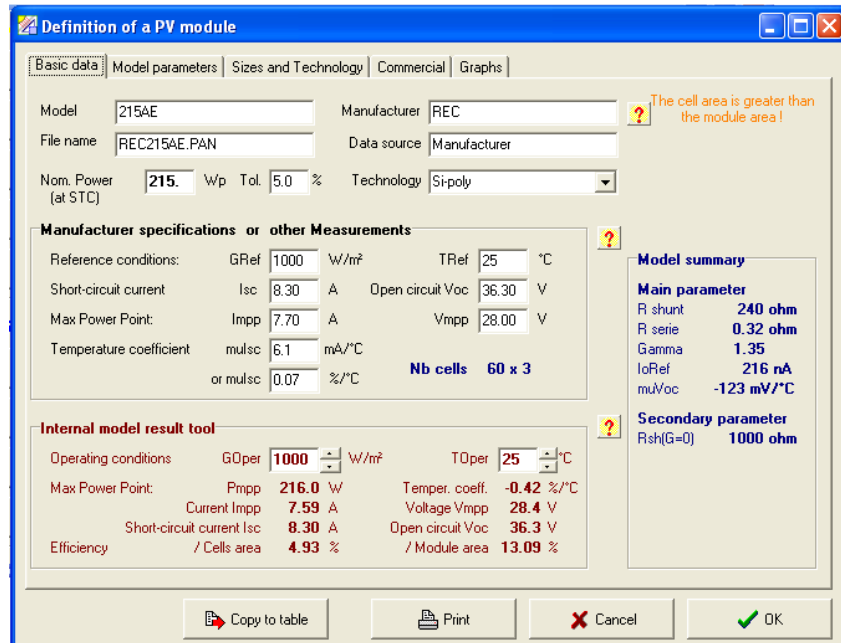 Definition of a PV module
Basic data Model parameters Sizes and Technology Commercial Graphs
Model 215AE Manufacturer REC ? The cell area is greater than
the module area !
File name REC215AE.PAN Data source Manufacturer
Nom. Power 215. Wp Tol. 5.0 % Technology Si-poly
(at STC)
Manufacturer specifications or other Measurements ?
Reference conditions: GRef 1000 W/m² TRef 25 °C
Short-circuit current Isc 8.30 A Open circuit Voc 36.30 V
Max Power Point: Impp 7.70 A Vmpp 28.00 V
Temperature coefficient muIsc 6.1 mA/°C
Nb cells 60 x 3
or muIsc 0.07 %/°C
Internal model result tool ?
Operating conditions GOper 1000 W/m² TOper 25 °C
Max Power Point: Pmpp 216.0 W Temper. coeff. -0.42 %/°C
Current Impp 7.59 A Voltage Vmpp 28.4 V
Short-circuit current Isc 8.30 A Open circuit Voc 36.3 V
Efficiency / Cells area 4.93 % / Module area 13.09 %
Model summary
Main parameter
R shunt 240 ohm
R serie 0.32 ohm
Gamma 1.35
IoRef 216 nA
muVoc -123 mV/°C
Secondary parameter
Rsh(G=0) 1000 ohm
Copy to table Print Cancel OK